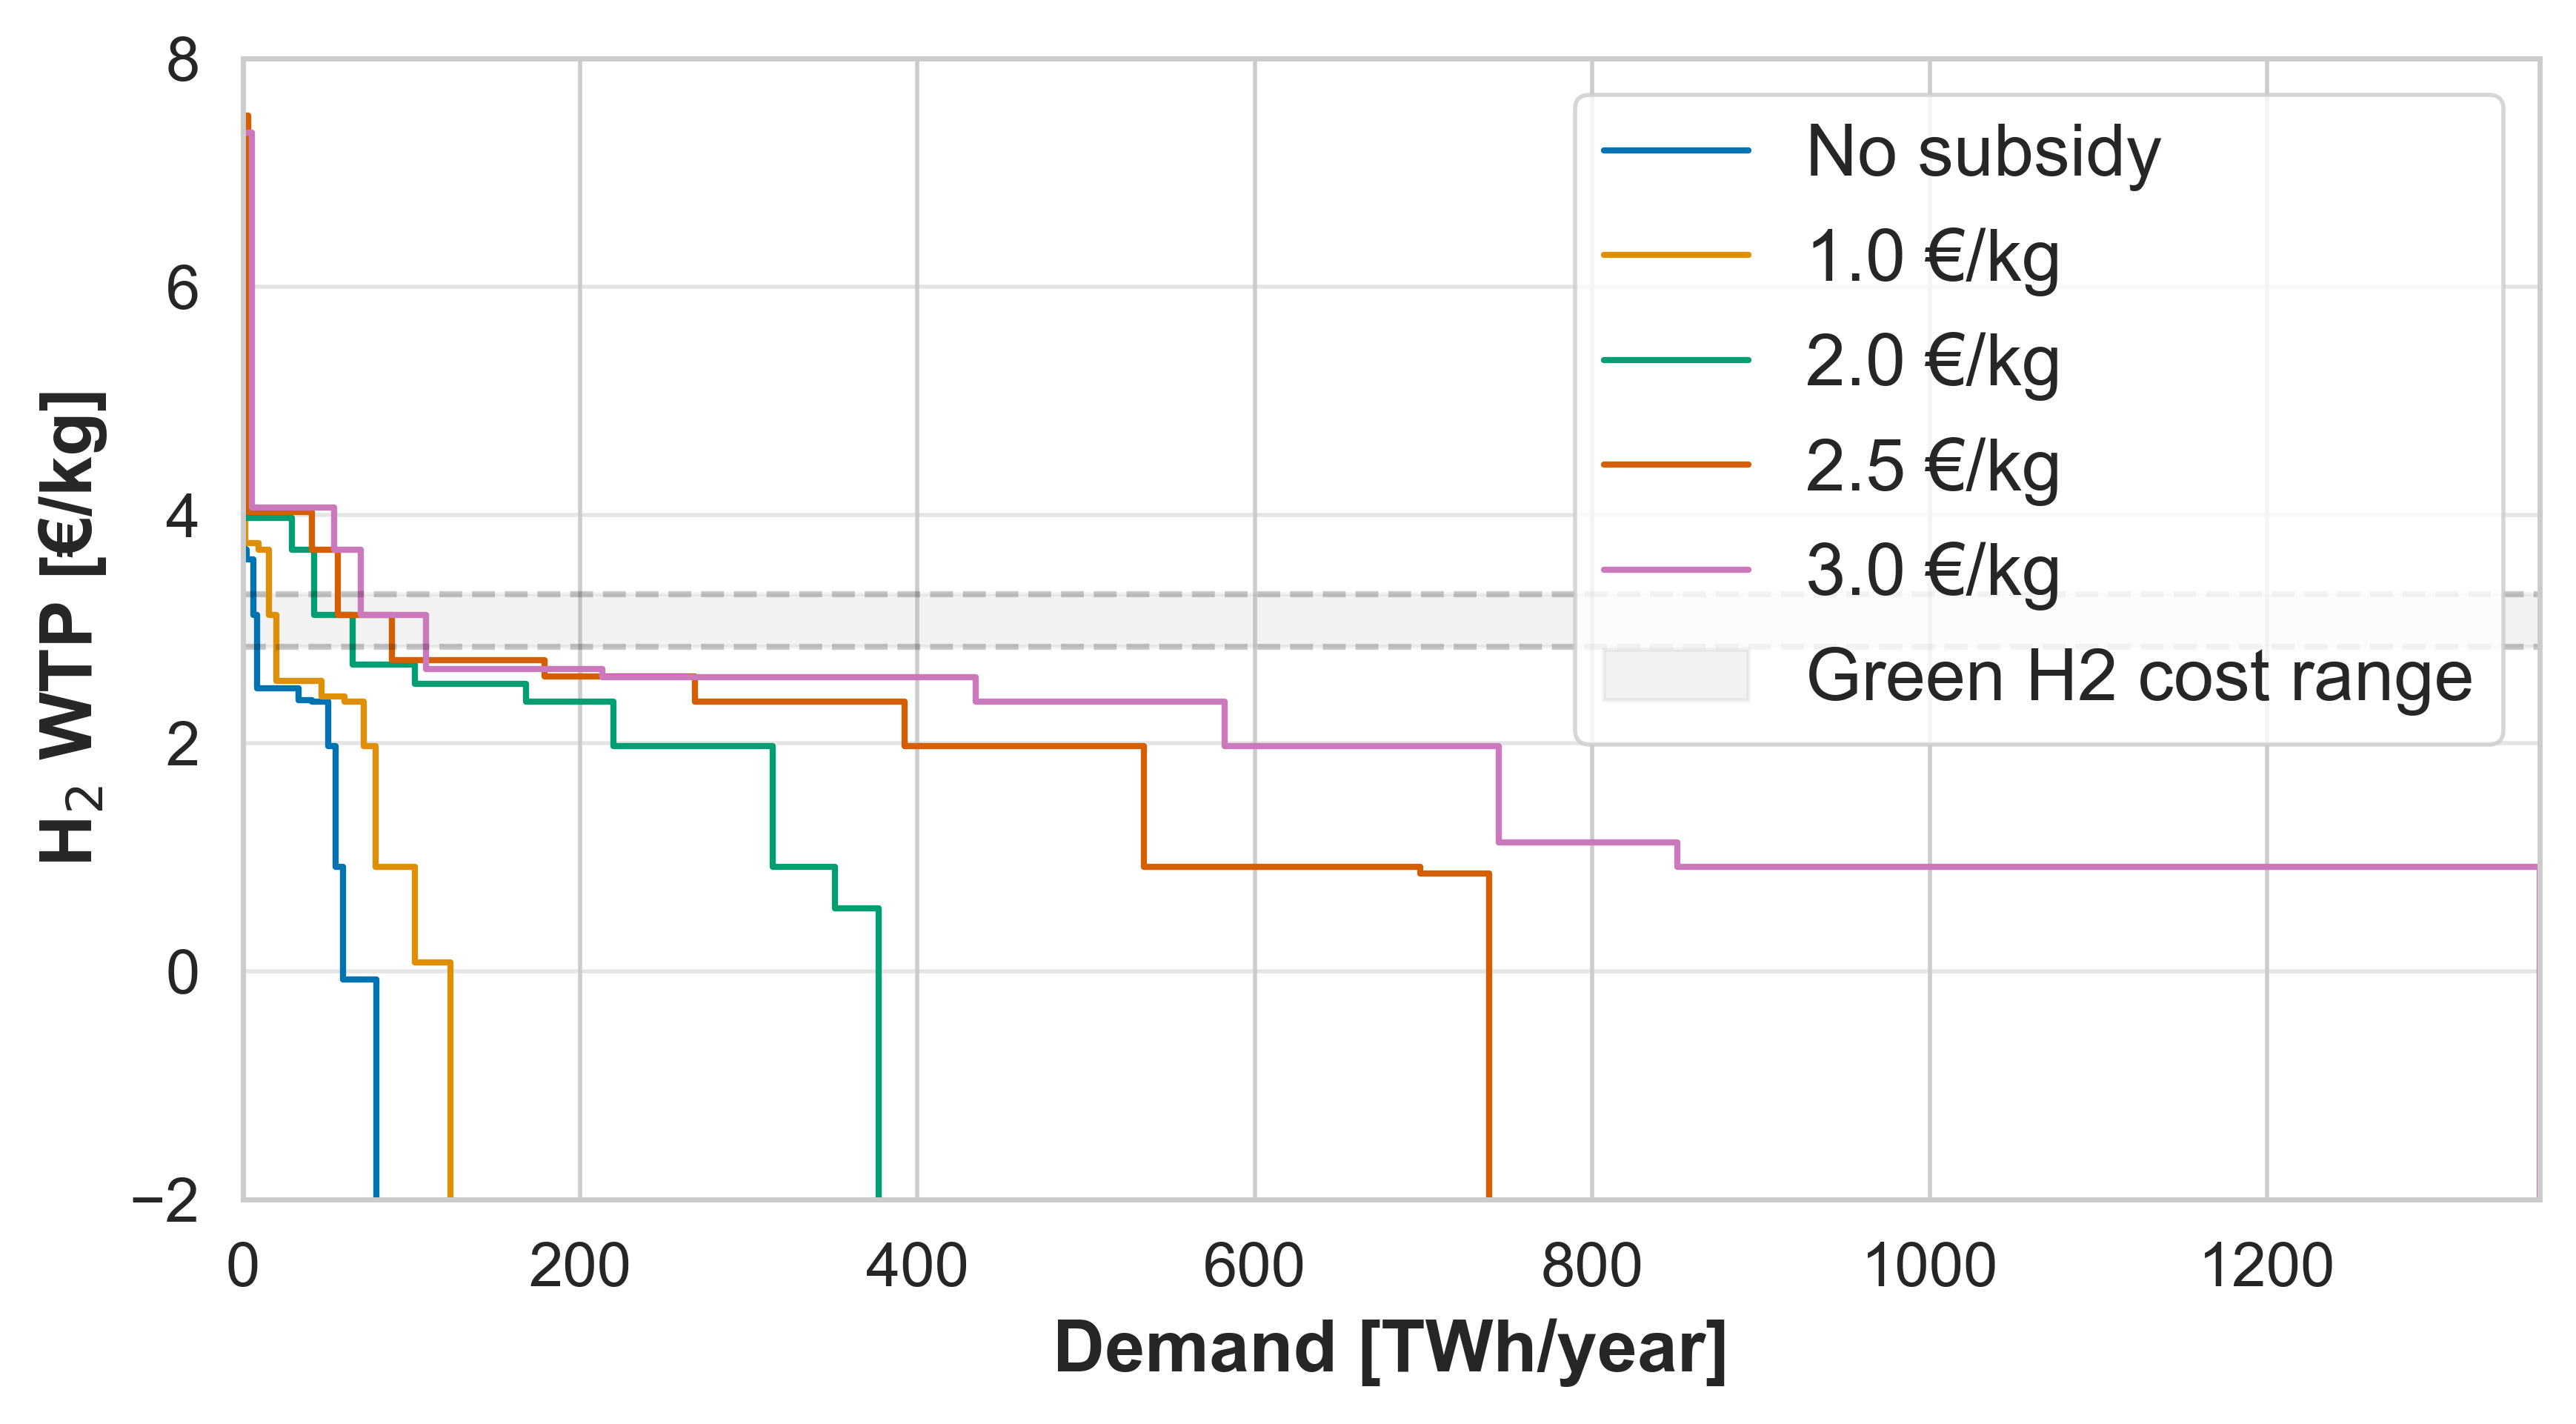 8
6
4
2
0
−2
H₂ WTP [€/kg]
No subsidy
1.0 €/kg
2.0 €/kg
2.5 €/kg
3.0 €/kg
Green H2 cost range
0 200 400 600 800 1000 1200
Demand [TWh/year]